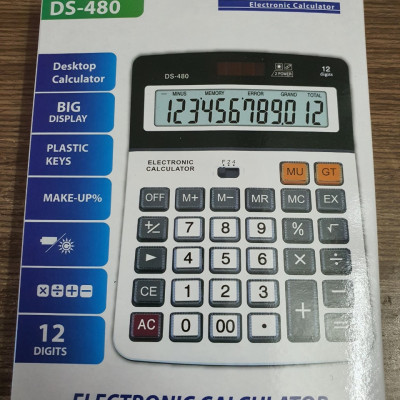 DS-480
Electronic Calculator
Desktop
Calculator
BIG
DISPLAY
PLASTIC
KEYS
MAKE-UP%
12
DIGITS
DS-480
2 POWER
12
digits
MINUS MEMORY ERROR GRAND TOTAL
123456789012
ELECTRONIC
CALCULATOR
MU GT
OFF M+ M− MR MC EX
+/− 7 8 9 % √
▶ 4 5 6 × ÷
CE 1 2 3 + −
AC 0 00 • =
ELECTRONIC CALCULATOR